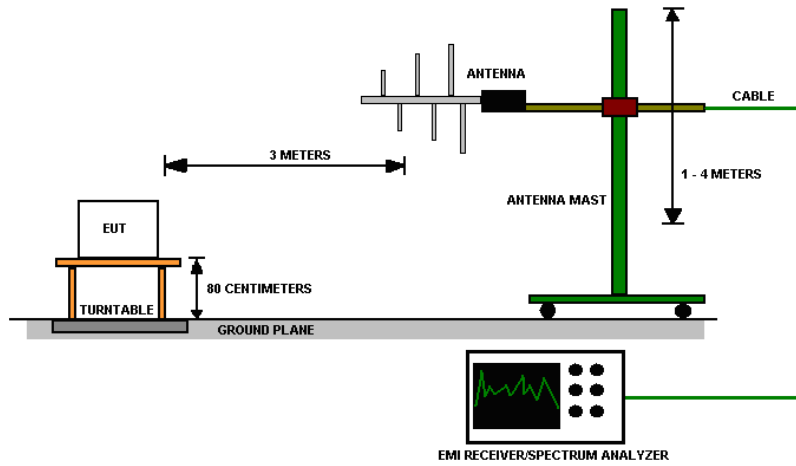 ANTENNA
CABLE
3 METERS
1 - 4 METERS
ANTENNA MAST
EUT
80 CENTIMETERS
TURNTABLE
GROUND PLANE
EMI RECEIVER/SPECTRUM ANALYZER